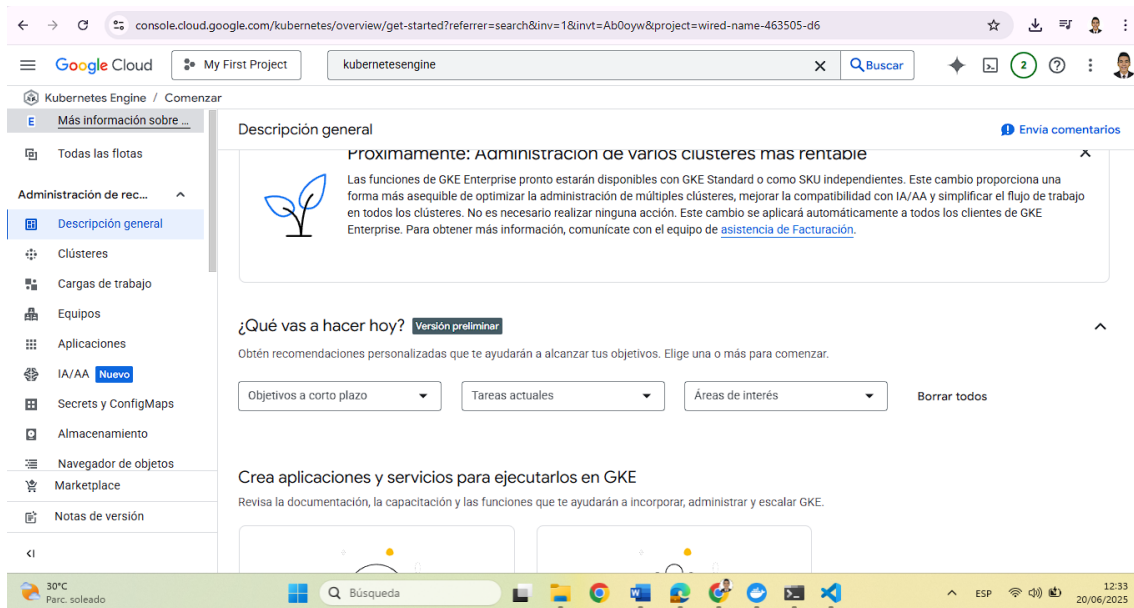 console.cloud.google.com/kubernetes/overview/get-started?referrer=search&inv=1&invt=Ab0oyw&project=wired-name-463505-d6
Google Cloud
My First Project
kubernetesengine
Buscar
2
Kubernetes Engine / Comenzar
E
Más información sobre ...
Todas las flotas
Administración de rec...
Descripción general
Clústeres
Cargas de trabajo
Equipos
Aplicaciones
IA/AA Nuevo
Secrets y ConfigMaps
Almacenamiento
Navegador de objetos
Marketplace
Notas de versión
Descripción general
Envía comentarios
Próximamente: Administración de varios clústeres más rentable
Las funciones de GKE Enterprise pronto estarán disponibles con GKE Standard o como SKU independientes. Este cambio proporciona una
forma más asequible de optimizar la administración de múltiples clústeres, mejorar la compatibilidad con IA/AA y simplificar el flujo de trabajo
en todos los clústeres. No es necesario realizar ninguna acción. Este cambio se aplicará automáticamente a todos los clientes de GKE
Enterprise. Para obtener más información, comunícate con el equipo de asistencia de Facturación.
¿Qué vas a hacer hoy? Versión preliminar
Obtén recomendaciones personalizadas que te ayudarán a alcanzar tus objetivos. Elige una o más para comenzar.
Objetivos a corto plazo
Tareas actuales
Áreas de interés
Borrar todos
Crea aplicaciones y servicios para ejecutarlos en GKE
Revisa la documentación, la capacitación y las funciones que te ayudarán a incorporar, administrar y escalar GKE.
30°C
Parc. soleado
Búsqueda
ESP
12:33
20/06/2025